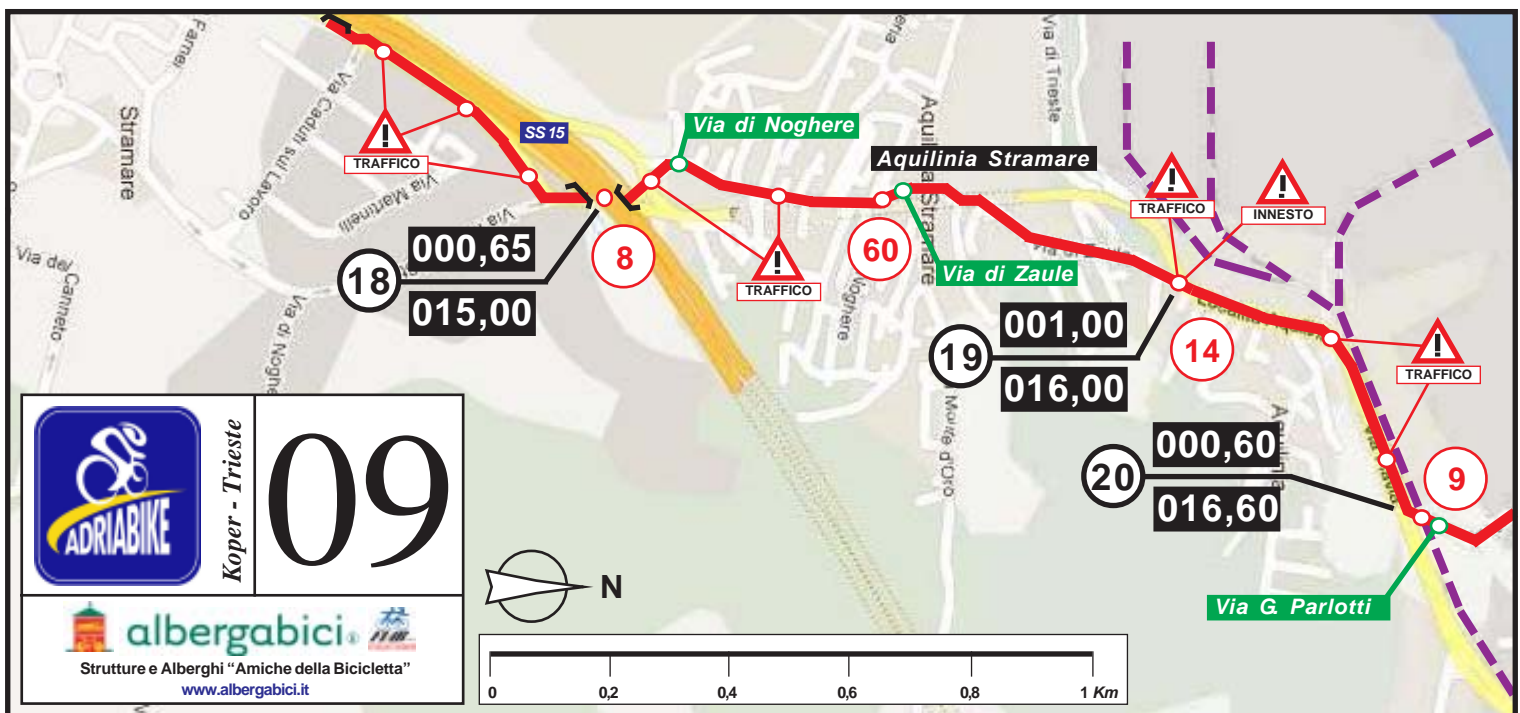 Farnei
Stramare
Via Caduti sul Lavoro
Via Martinelli
Via del Canneto
Via di Noghe
TRAFFICO
SS 15
Via di Noghere
18
000,65
015,00
8
TRAFFICO
60
Noghere
Aquilinia Stramare
Via di Zaule
Via di Trieste
TRAFFICO
INNESTO
19
001,00
016,00
14
Monte d'Oro
TRAFFICO
20
000,60
016,60
9
Via G. Parlotti
ADRIABIKE
Koper - Trieste
09
albergabici®
Strutture e Alberghi “Amiche della Bicicletta”
www.albergabici.it
N
0 0,2 0,4 0,6 0,8 1 Km